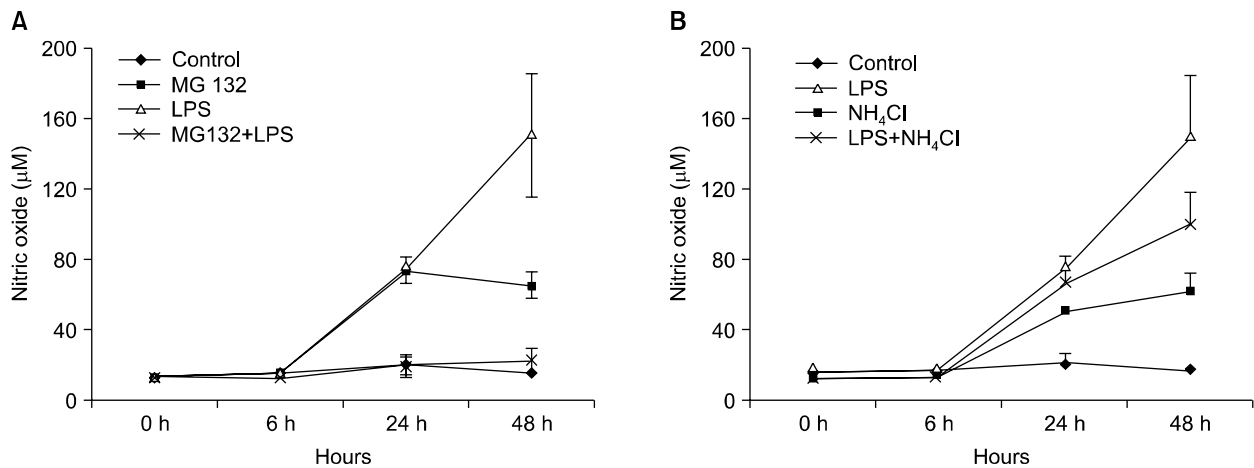 A
200
160
120
80
40
0
Nitric oxide (μM)
Control
MG 132
LPS
MG132+LPS
0 h 6 h 24 h 48 h
Hours
B
200
160
120
80
40
0
Nitric oxide (μM)
Control
LPS
NH₄Cl
LPS+NH₄Cl
0 h 6 h 24 h 48 h
Hours